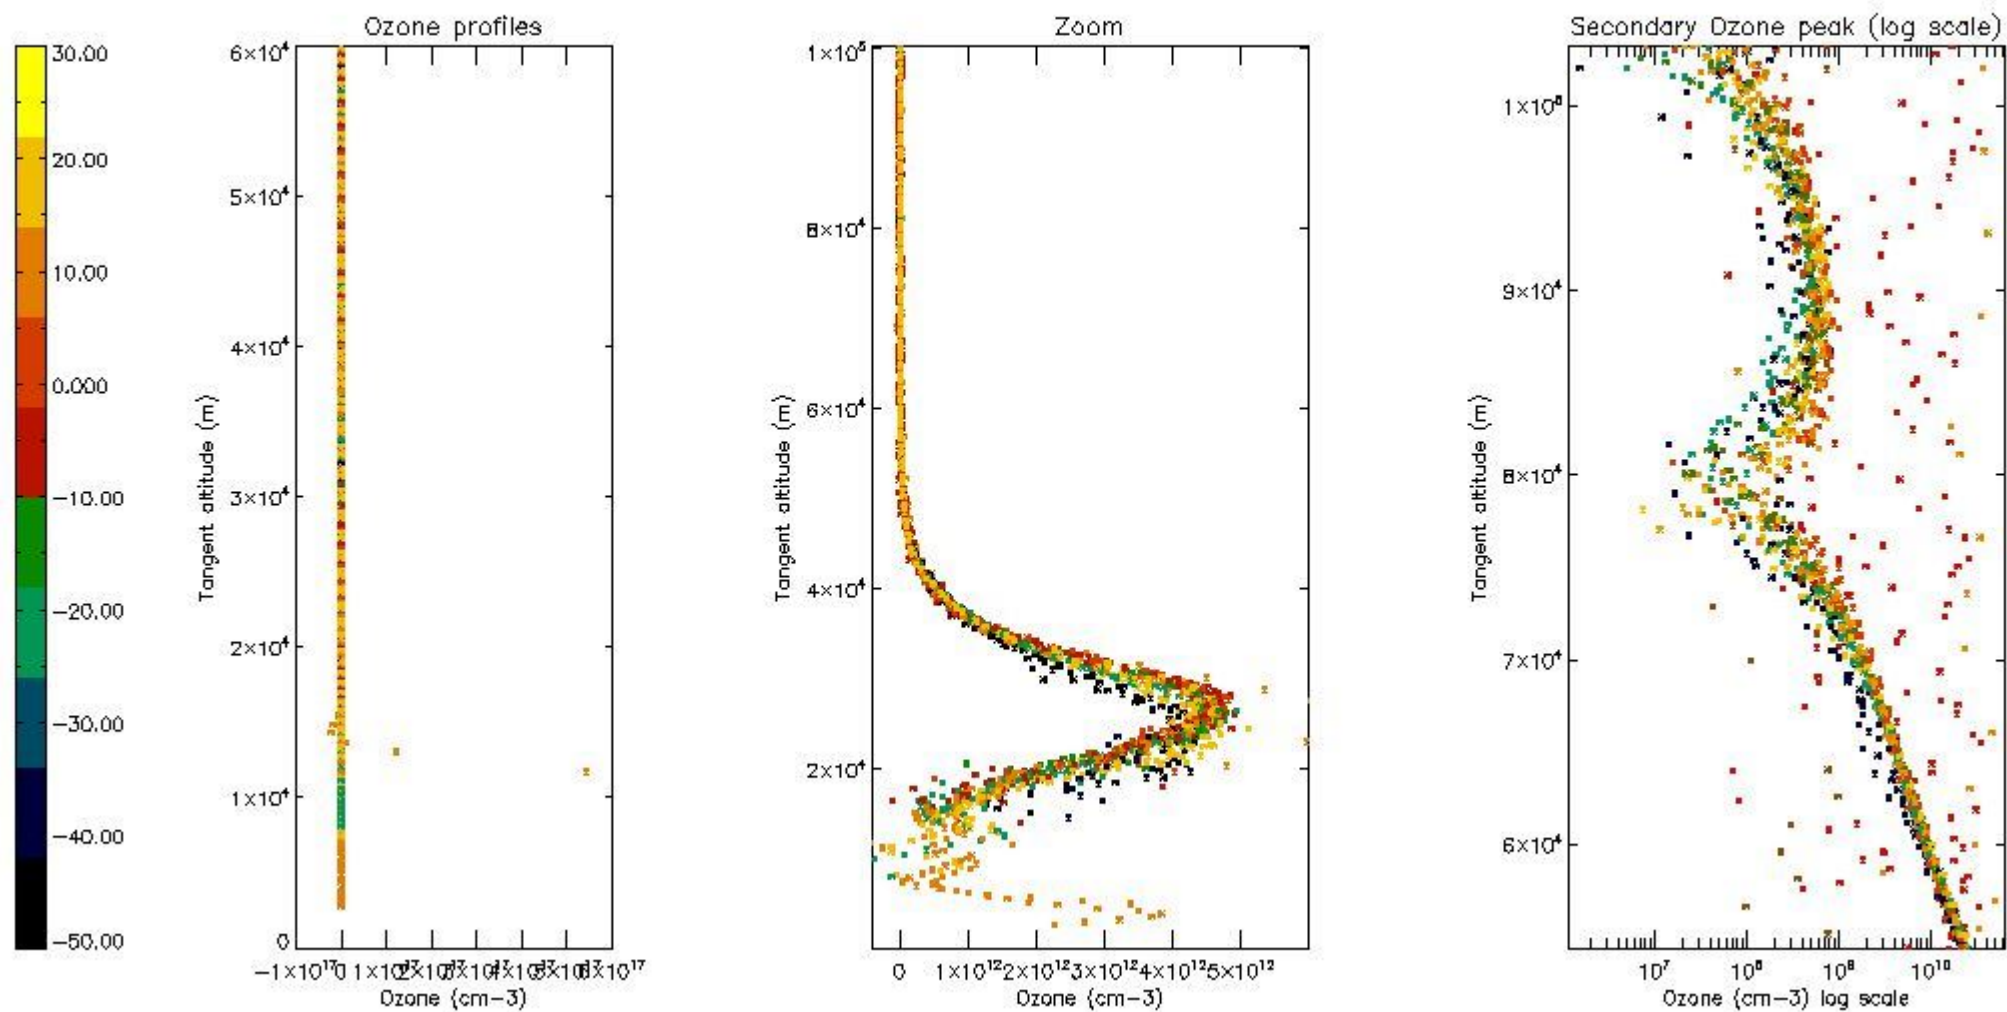 Ozone profiles
Zoom
Secondary Ozone peak (log scale)
30.00
20.00
10.00
0.000
-10.00
-20.00
-30.00
-40.00
-50.00
6×10⁴
5×10⁴
4×10⁴
3×10⁴
2×10⁴
1×10⁴
0
Tangent altitude (m)
-1×10¹⁷
0
Ozone (cm-3)
1×10⁵
8×10⁴
6×10⁴
4×10⁴
2×10⁴
Tangent altitude (m)
0 1×10¹² 2×10¹² 3×10¹² 4×10¹² 5×10¹²
Ozone (cm-3)
1×10⁵
9×10⁴
8×10⁴
7×10⁴
6×10⁴
Tangent altitude (m)
10⁷ 10⁸ 10⁹ 10¹⁰
Ozone (cm-3) log scale